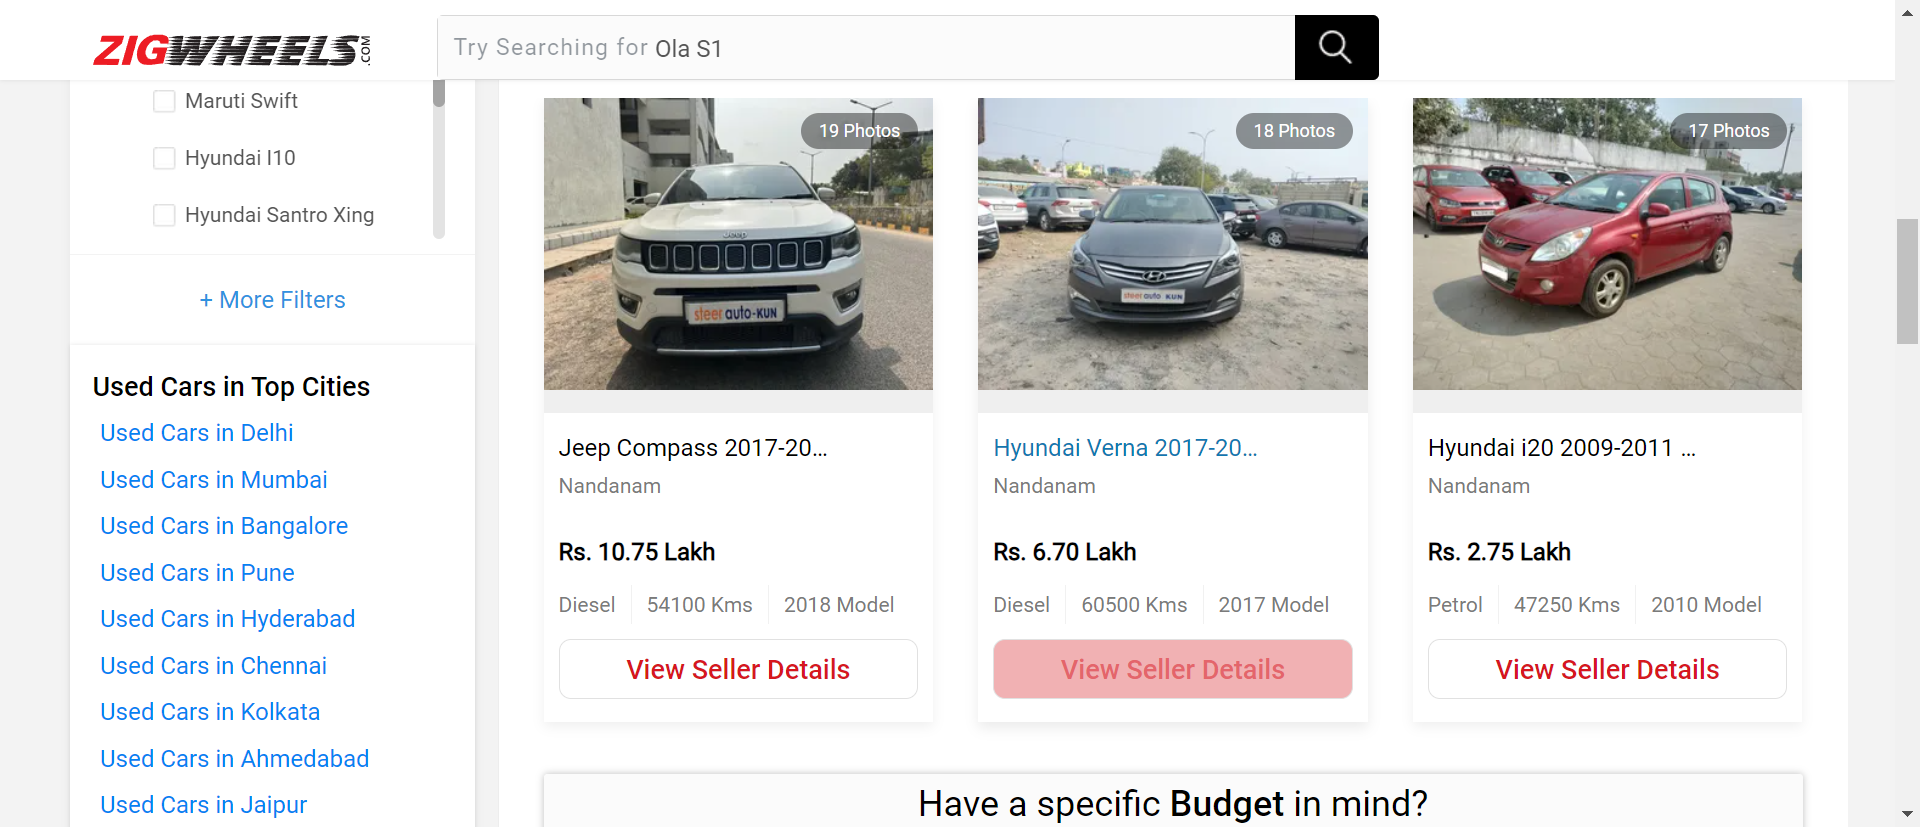 ZIGWHEELS.COM
Try Searching for Ola S1
Maruti Swift
Hyundai I10
Hyundai Santro Xing
+ More Filters
Used Cars in Top Cities
Used Cars in Delhi
Used Cars in Mumbai
Used Cars in Bangalore
Used Cars in Pune
Used Cars in Hyderabad
Used Cars in Chennai
Used Cars in Kolkata
Used Cars in Ahmedabad
Used Cars in Jaipur
19 Photos
Jeep
steer auto-KUN
Jeep Compass 2017-20...
Nandanam
Rs. 10.75 Lakh
Diesel 54100 Kms 2018 Model
View Seller Details
18 Photos
steer auto KUN
Hyundai Verna 2017-20...
Nandanam
Rs. 6.70 Lakh
Diesel 60500 Kms 2017 Model
View Seller Details
17 Photos
Hyundai i20 2009-2011 ...
Nandanam
Rs. 2.75 Lakh
Petrol 47250 Kms 2010 Model
View Seller Details
Have a specific Budget in mind?